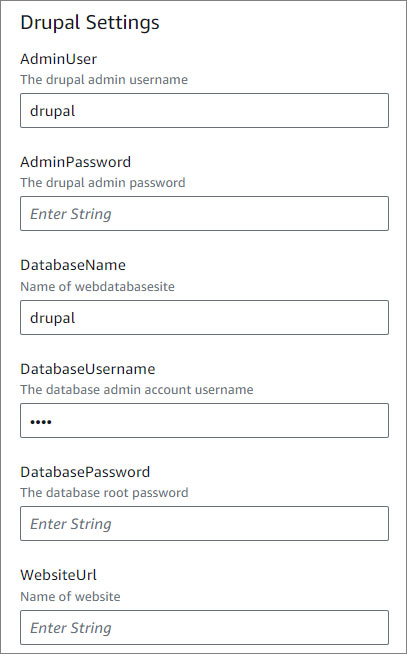 Drupal Settings
AdminUser
The drupal admin username
drupal
AdminPassword
The drupal admin password
Enter String
DatabaseName
Name of webdatabasesite
drupal
DatabaseUsername
The database admin account username
••••
DatabasePassword
The database root password
Enter String
WebsiteUrl
Name of website
Enter String